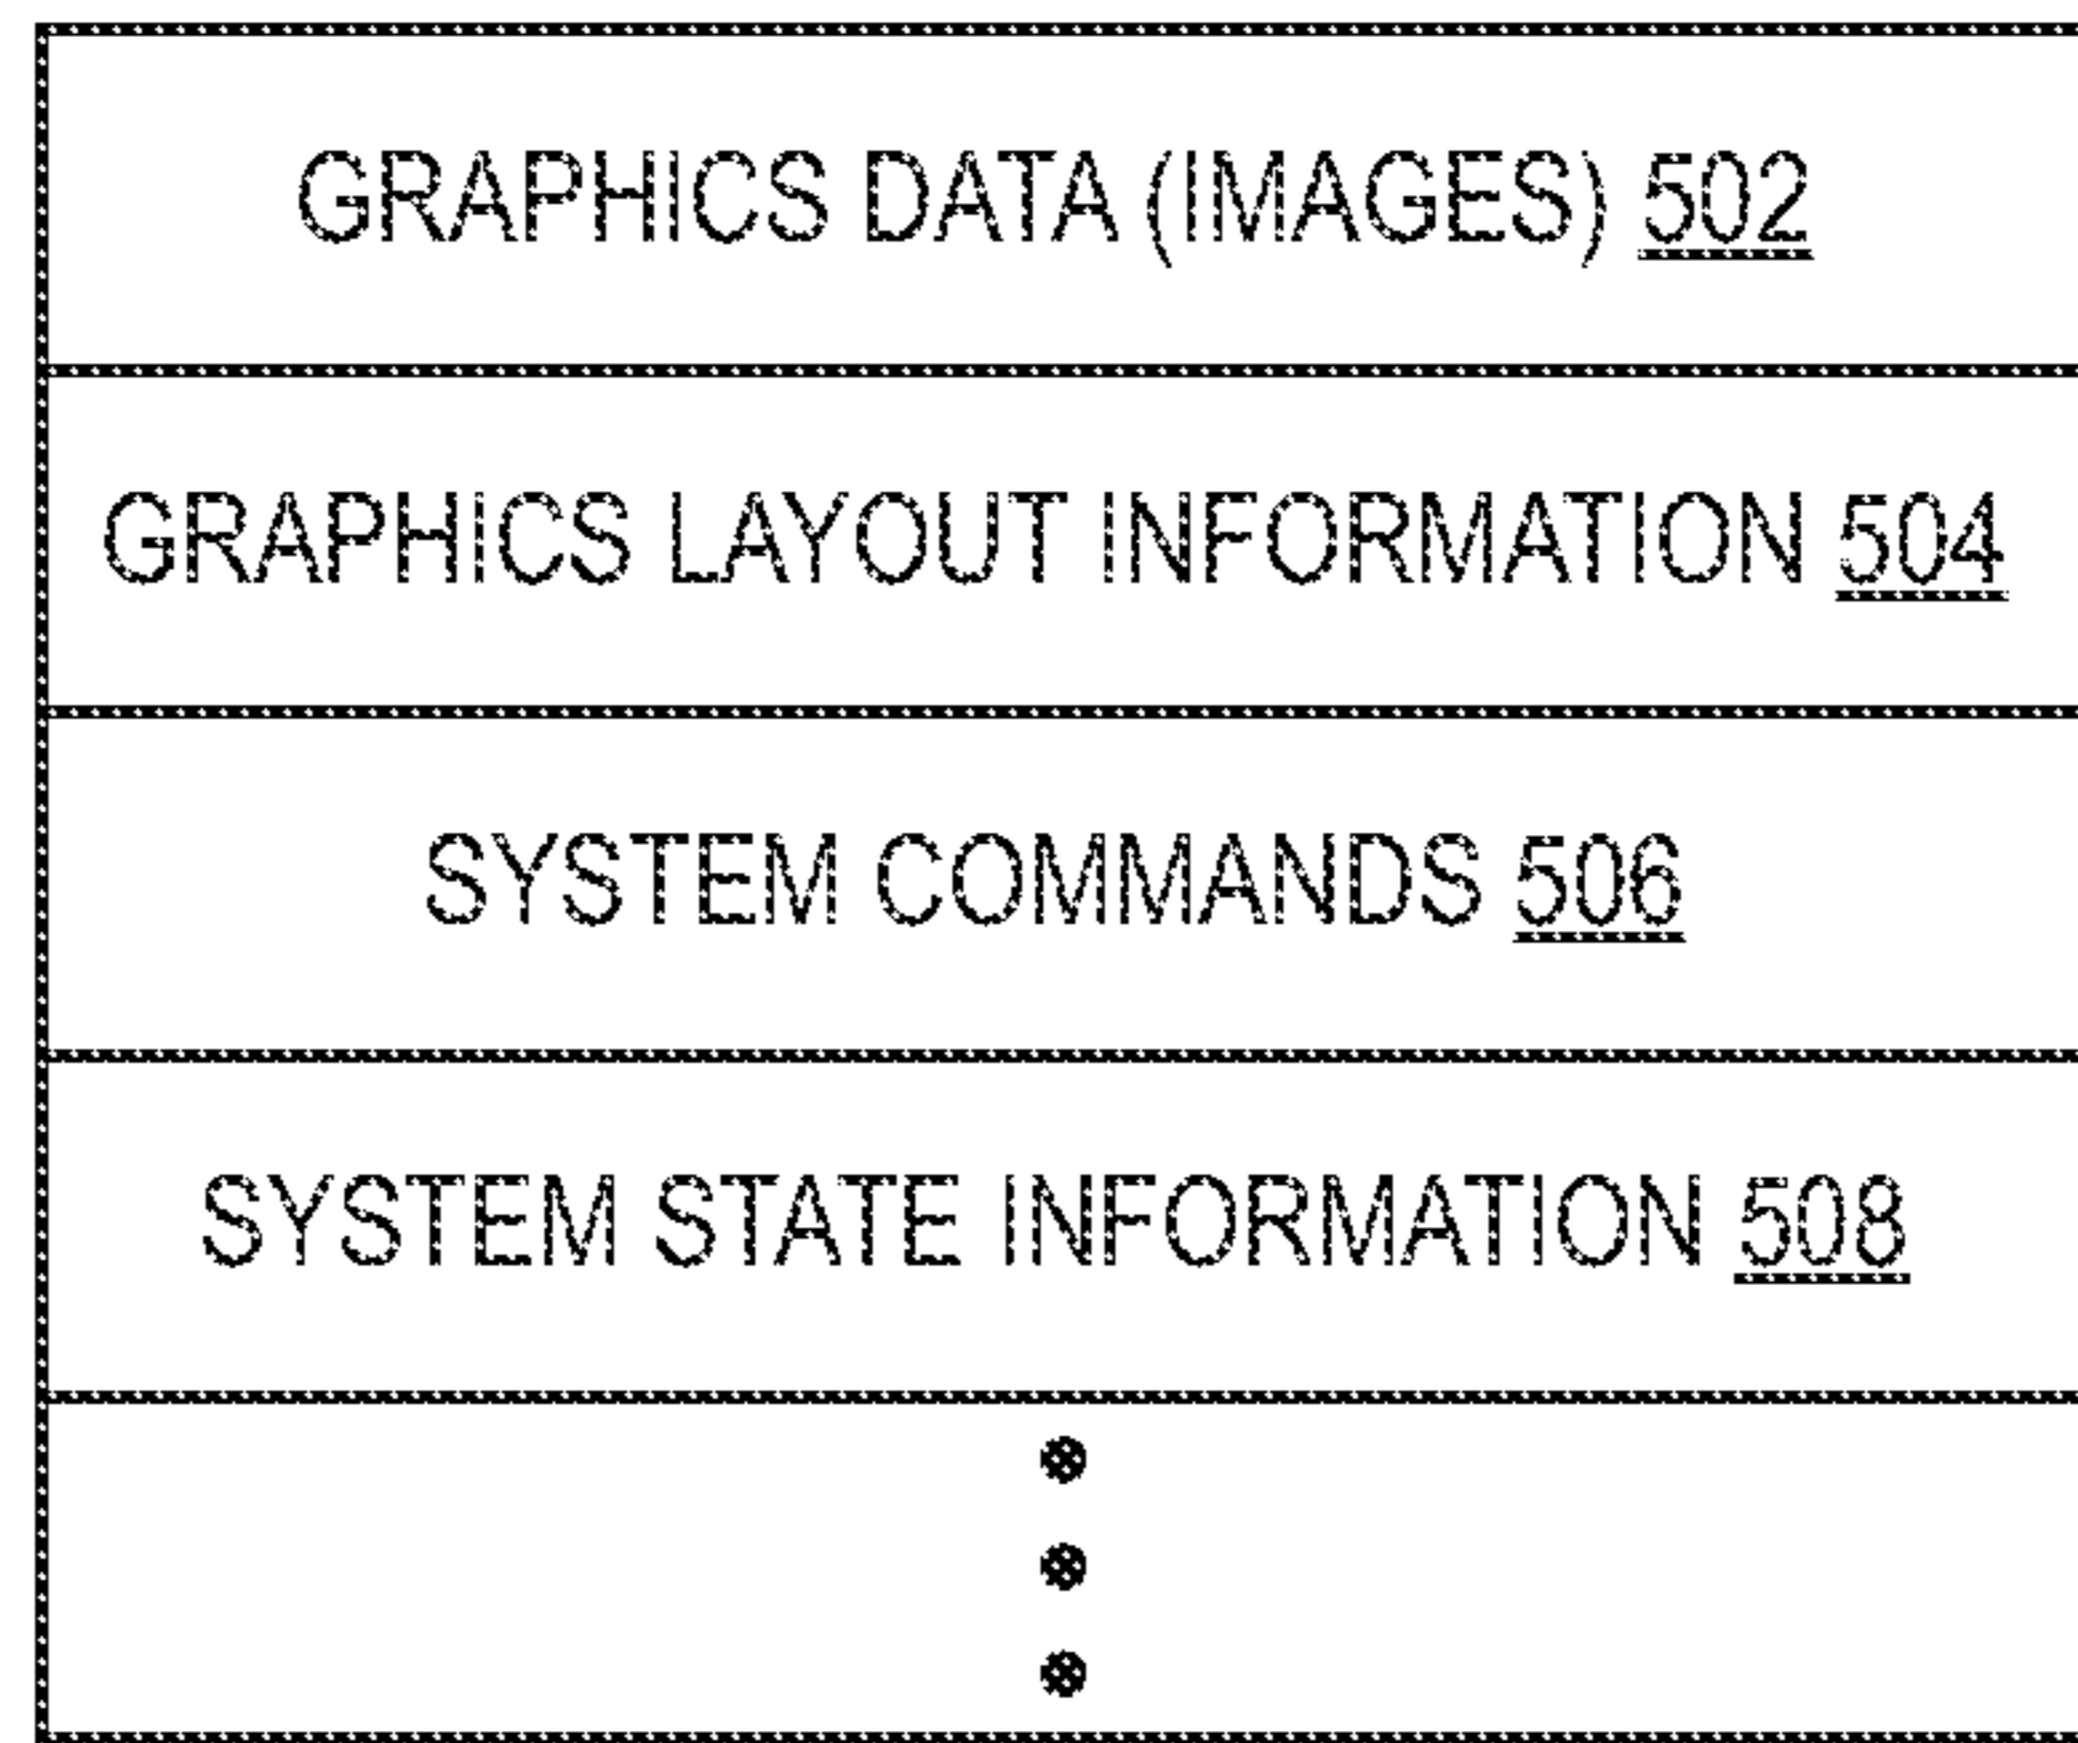 GRAPHICS DATA (IMAGES) 502
GRAPHICS LAYOUT INFORMATION 504
SYSTEM COMMANDS 506
SYSTEM STATE INFORMATION 508